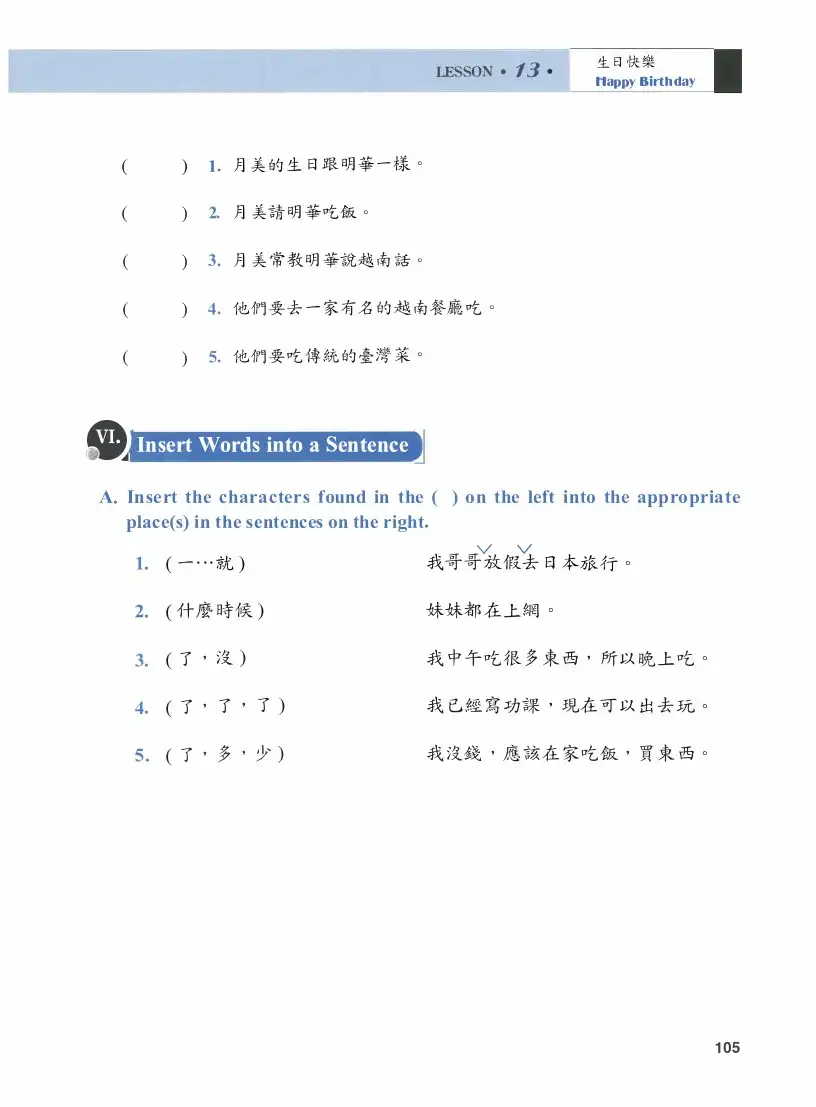 LESSON • 13 •
生日快樂
Happy Birthday
(　　) 1. 月美的生日跟明華一樣。
(　　) 2. 月美請明華吃飯。
(　　) 3. 月美常教明華說越南話。
(　　) 4. 他們要去一家有名的越南餐廳吃。
(　　) 5. 他們要吃傳統的臺灣菜。
VI. Insert Words into a Sentence
A. Insert the characters found in the (  ) on the left into the appropriate
place(s) in the sentences on the right.
1. (一…就) 我哥哥放假去日本旅行。
2. (什麼時候) 妹妹都在上網。
3. (了，沒) 我中午吃很多東西，所以晚上吃。
4. (了，了，了) 我已經寫功課，現在可以出去玩。
5. (了，多，少) 我沒錢，應該在家吃飯，買東西。
105